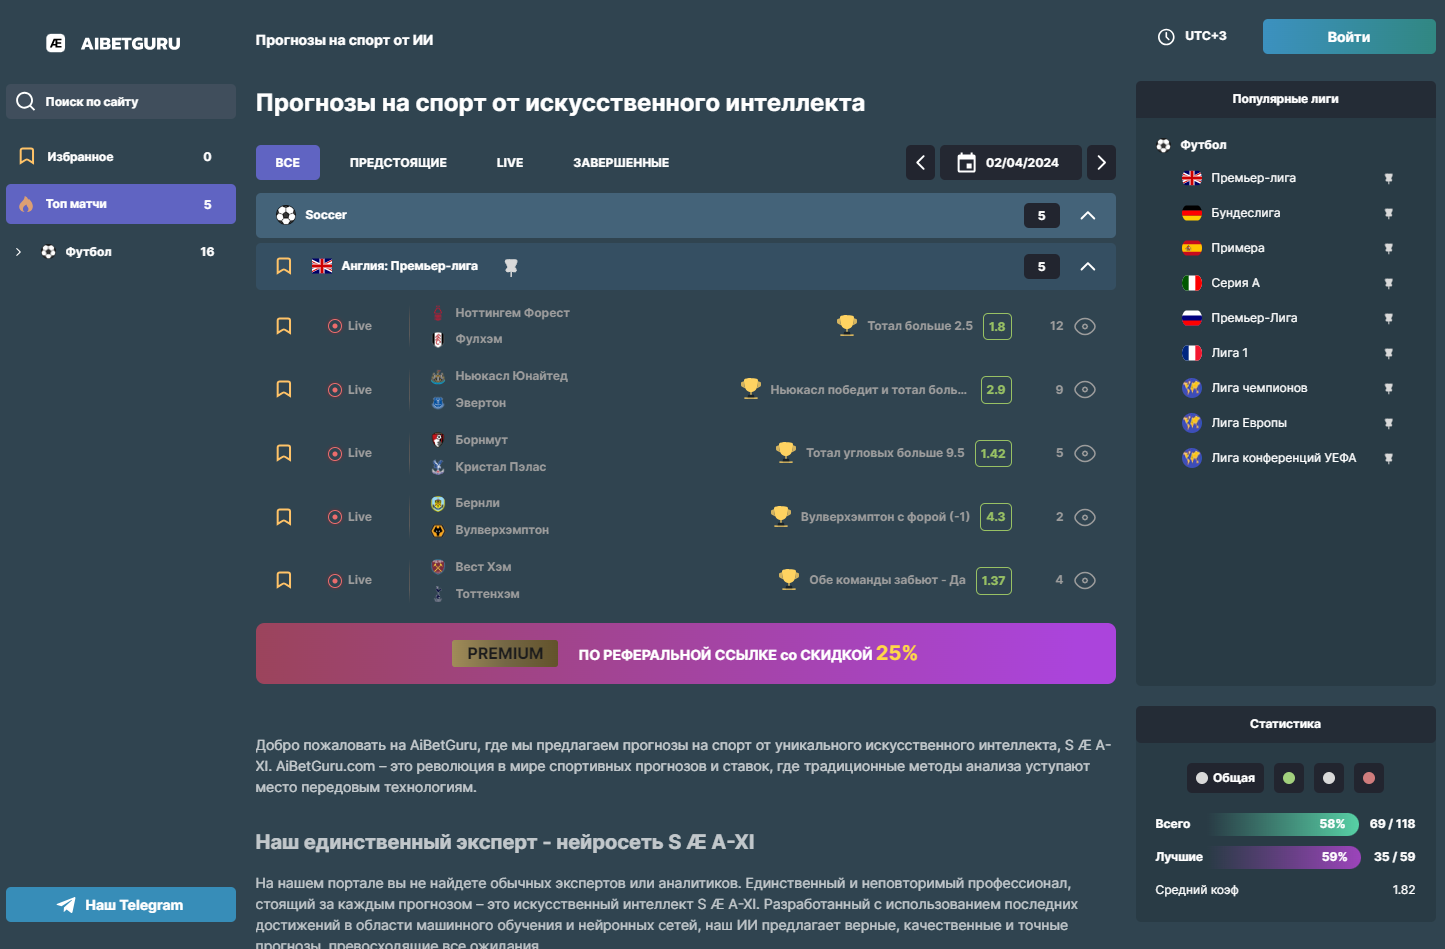 Æ AIBETGURU
Прогнозы на спорт от ИИ
UTC+3
Войти
Поиск по сайту
Избранное 0
Топ матчи 5
Футбол 16
Наш Telegram
Прогнозы на спорт от искусственного интеллекта
ВСЕ ПРЕДСТОЯЩИЕ LIVE ЗАВЕРШЕННЫЕ 02/04/2024
Soccer 5
Англия: Премьер-лига 5
Live Ноттингем Форест Тотал больше 2.5 1.8 12
Фулхэм
Live Ньюкасл Юнайтед Ньюкасл победит и тотал боль... 2.9 9
Эвертон
Live Борнмут Тотал угловых больше 9.5 1.42 5
Кристал Пэлас
Live Бернли Вулверхэмптон с форой (-1) 4.3 2
Вулверхэмптон
Live Вест Хэм Обе команды забьют - Да 1.37 4
Тоттенхэм
PREMIUM ПО РЕФЕРАЛЬНОЙ ССЫЛКЕ со СКИДКОЙ 25%
Добро пожаловать на AiBetGuru, где мы предлагаем прогнозы на спорт от уникального искусственного интеллекта, S Æ A-
XI. AiBetGuru.com – это революция в мире спортивных прогнозов и ставок, где традиционные методы анализа уступают
место передовым технологиям.
Наш единственный эксперт - нейросеть S Æ A-XI
На нашем портале вы не найдете обычных экспертов или аналитиков. Единственный и неповторимый профессионал,
стоящий за каждым прогнозом – это искусственный интеллект S Æ A-XI. Разработанный с использованием последних
достижений в области машинного обучения и нейронных сетей, наш ИИ предлагает верные, качественные и точные
прогнозы, превосходящие все ожидания.
Популярные лиги
Футбол
Премьер-лига
Бундеслига
Примера
Серия А
Премьер-Лига
Лига 1
Лига чемпионов
Лига Европы
Лига конференций УЕФА
Статистика
Общая
Всего 58% 69 / 118
Лучшие 59% 35 / 59
Средний коэф 1.82